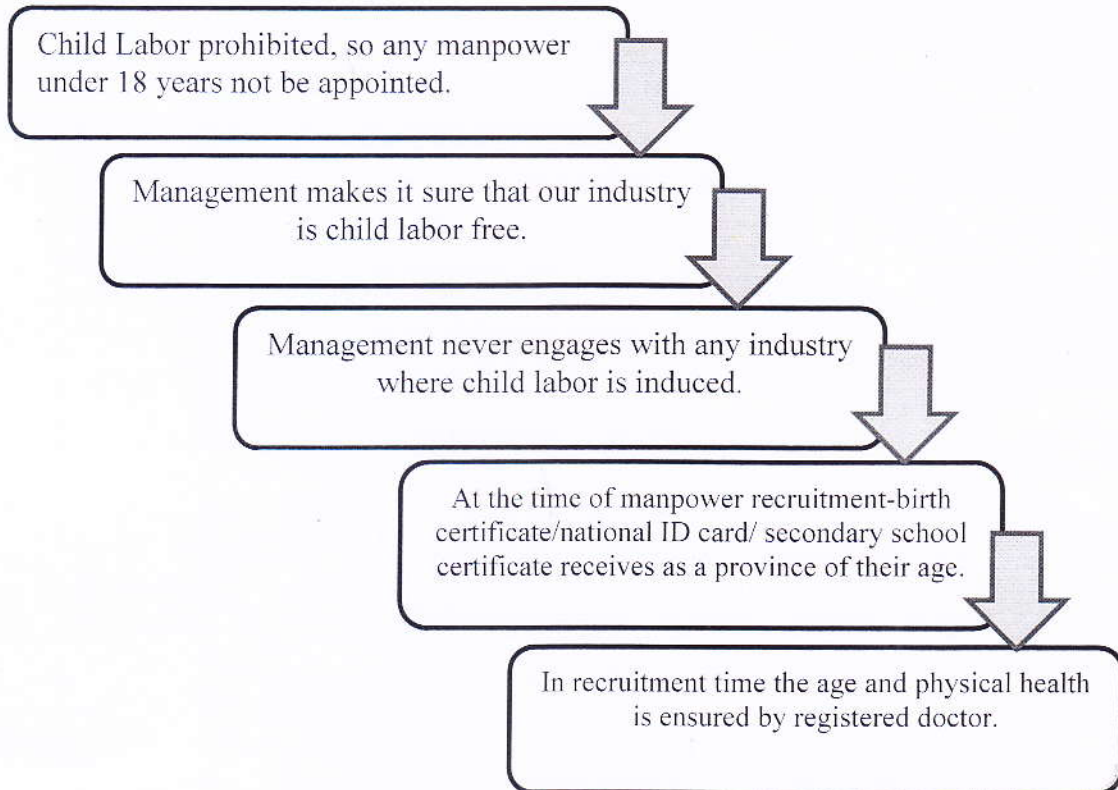 Child Labor prohibited, so any manpower
under 18 years not be appointed.
Management makes it sure that our industry
is child labor free.
Management never engages with any industry
where child labor is induced.
At the time of manpower recruitment-birth
certificate/national ID card/ secondary school
certificate receives as a province of their age.
In recruitment time the age and physical health
is ensured by registered doctor.